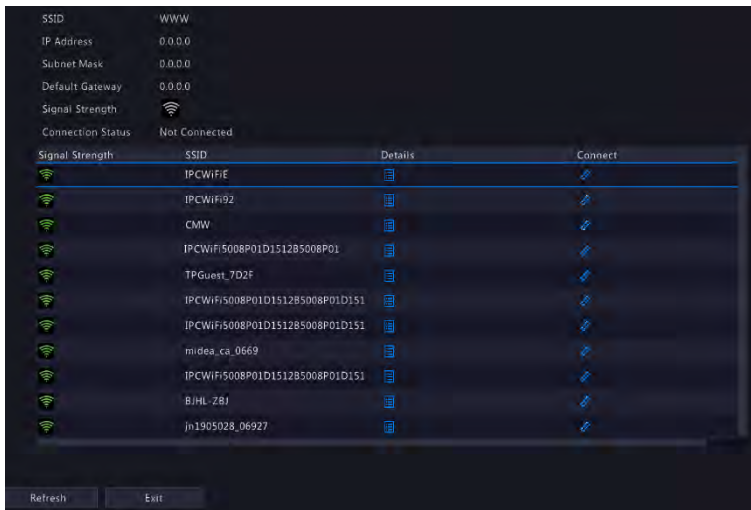 SSID WWW
IP Address 0.0.0.0
Subnet Mask 0.0.0.0
Default Gateway 0.0.0.0
Signal Strength
Connection Status Not Connected
Signal Strength SSID Details Connect
IPCWiFiE
IPCWiFi92
CMW
IPCWiFi5008P01D1512B5008P01
TPGuest_7D2F
IPCWiFi5008P01D1512B5008P01D151
IPCWiFi5008P01D1512B5008P01D151
midea_ca_0669
IPCWiFi5008P01D1512B5008P01D151
BJHL-ZBJ
jn1905028_06927
Refresh Exit